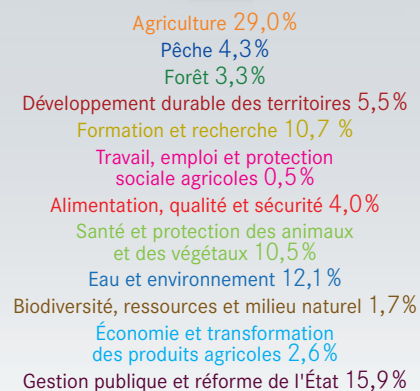 Agriculture 29,0%
Pêche 4,3%
Forêt 3,3%
Développement durable des territoires 5,5%
Formation et recherche 10,7 %
Travail, emploi et protection
sociale agricoles 0,5%
Alimentation, qualité et sécurité 4,0%
Santé et protection des animaux
et des végétaux 10,5%
Eau et environnement 12,1%
Biodiversité, ressources et milieu naturel 1,7%
Économie et transformation
des produits agricoles 2,6%
Gestion publique et réforme de l'État 15,9%